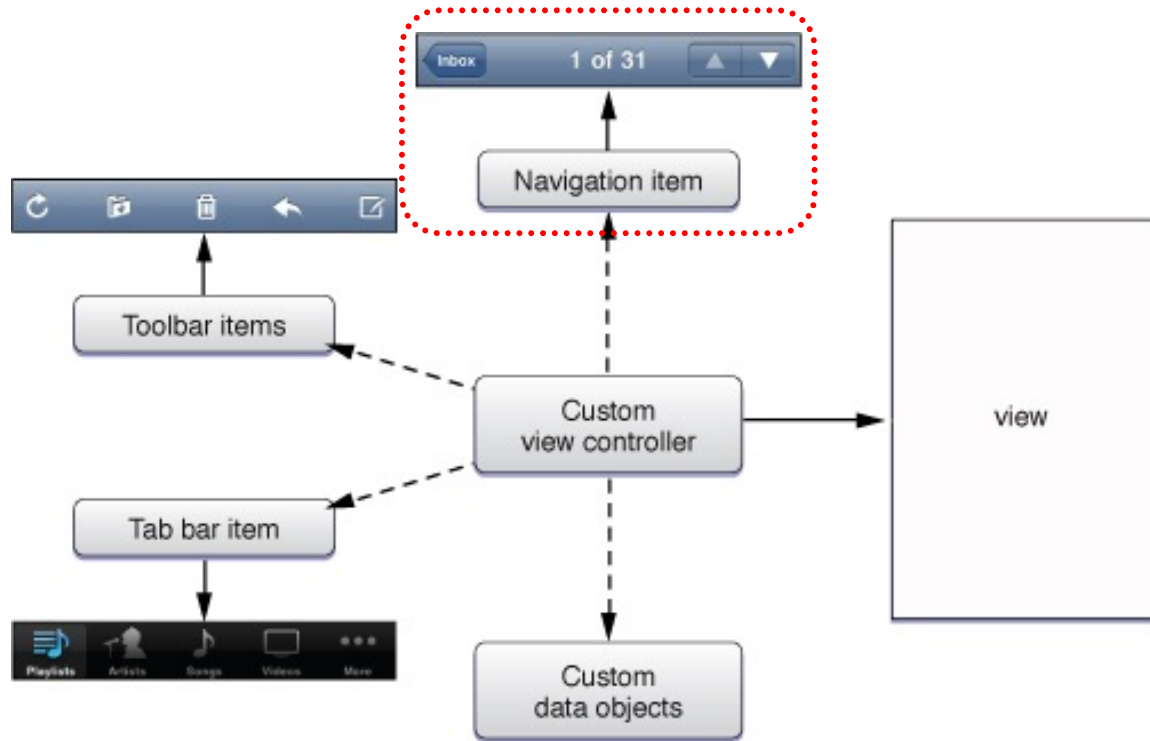 Inbox
1 of 31
Navigation item
Toolbar items
Custom
view controller
view
Tab bar item
Playlists
Artists
Songs
Videos
More
Custom
data objects